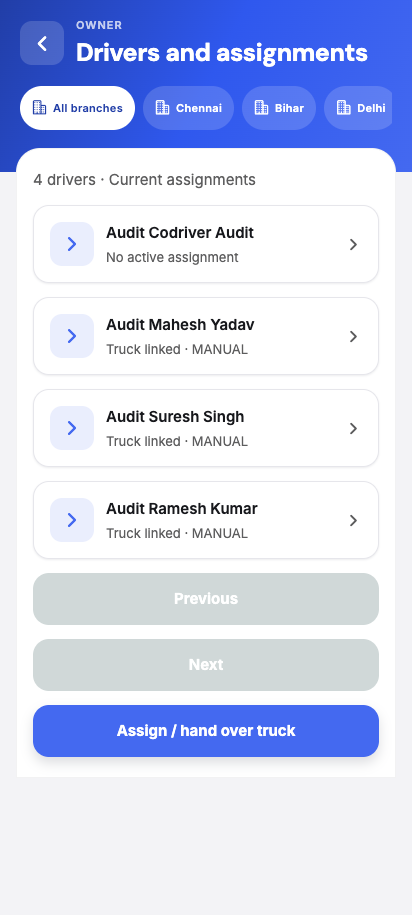 OWNER
Drivers and assignments
All branches
Chennai
Bihar
Delhi
4 drivers · Current assignments
Audit Codriver Audit
No active assignment
Audit Mahesh Yadav
Truck linked · MANUAL
Audit Suresh Singh
Truck linked · MANUAL
Audit Ramesh Kumar
Truck linked · MANUAL
Previous
Next
Assign / hand over truck